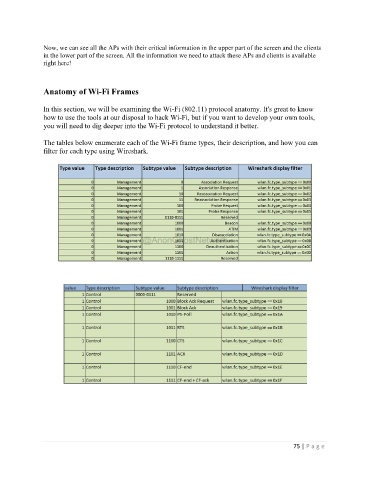 Now, we can see all the APs with their critical information in the upper part of the screen and the clients
in the lower part of the screen. All the information we need to attack these APs and clients is available
right here!
Anatomy of Wi-Fi Frames
In this section, we will be examining the Wi-Fi (802.11) protocol anatomy. It's great to know
how to use the tools at our disposal to hack Wi-Fi, but if you want to develop your own tools,
you will need to dig deeper into the Wi-Fi protocol to understand it better.
The tables below enumerate each of the Wi-Fi frame types, their description, and how you can
filter for each type using Wireshark.
Type value Type description Subtype value Subtype description Wireshark display filter
0 Management 0 Association Request wlan.fc.type_subtype == 0x00
0 Management 1 Association Response wlan.fc.type_subtype == 0x01
0 Management 10 Reassociation Request wlan.fc.type_subtype == 0x02
0 Management 11 Reassociation Response wlan.fc.type_subtype == 0x03
0 Management 100 Probe Request wlan.fc.type_subtype == 0x04
0 Management 101 Probe Response wlan.fc.type_subtype == 0x05
0 Management 0110-0111 Reserved
0 Management 1000 Beacon wlan.fc.type_subtype == 0x08
0 Management 1001 ATIM wlan.fc.type_subtype == 0x09
0 Management 1010 Disassociation wlan.fc.type_subtype == 0x0A
0 Management 1011 Authentication wlan.fc.type_subtype == 0x0B
0 Management 1100 Deauthentication wlan.fc.type_subtype == 0x0C
0 Management 1101 Action wlan.fc.type_subtype == 0x0D
0 Management 1110-1111 Reserved
value Type description Subtype value Subtype description Wireshark display filter
1 Control 0000-0111 Reserved
1 Control 1000 Block Ack Request wlan.fc.type_subtype == 0x18
1 Control 1001 Block Ack wlan.fc.type_subtype == 0x19
1 Control 1010 PS-Poll wlan.fc.type_subtype == 0x1A
1 Control 1011 RTS wlan.fc.type_subtype == 0x1B
1 Control 1100 CTS wlan.fc.type_subtype == 0x1C
1 Control 1101 ACK wlan.fc.type_subtype == 0x1D
1 Control 1110 CF-end wlan.fc.type_subtype == 0x1E
1 Control 1111 CF-end + CF-ack wlan.fc.type_subtype == 0x1F
75 | P a g e